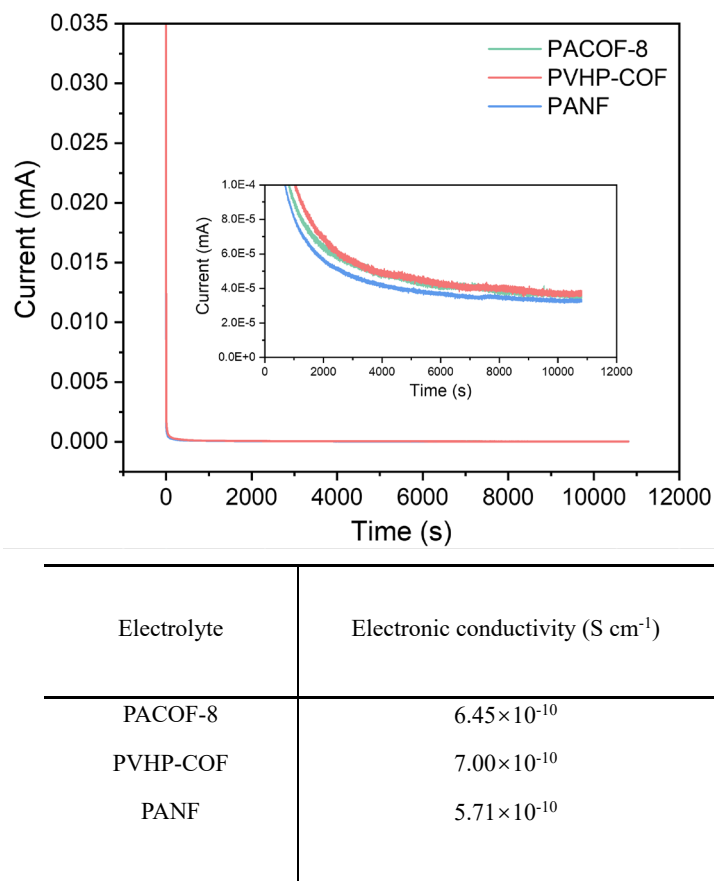 0.035
0.030
0.025
0.020
0.015
0.010
0.005
0.000
Current (mA)
PACOF-8
PVHP-COF
PANF
1.0E-4
8.0E-5
6.0E-5
4.0E-5
2.0E-5
0.0E+0
Current (mA)
0 2000 4000 6000 8000 10000 12000
Time (s)
0 2000 4000 6000 8000 10000 12000
Time (s)
Electrolyte Electronic conductivity (S cm⁻¹)
PACOF-8 6.45×10⁻¹⁰
PVHP-COF 7.00×10⁻¹⁰
PANF 5.71×10⁻¹⁰